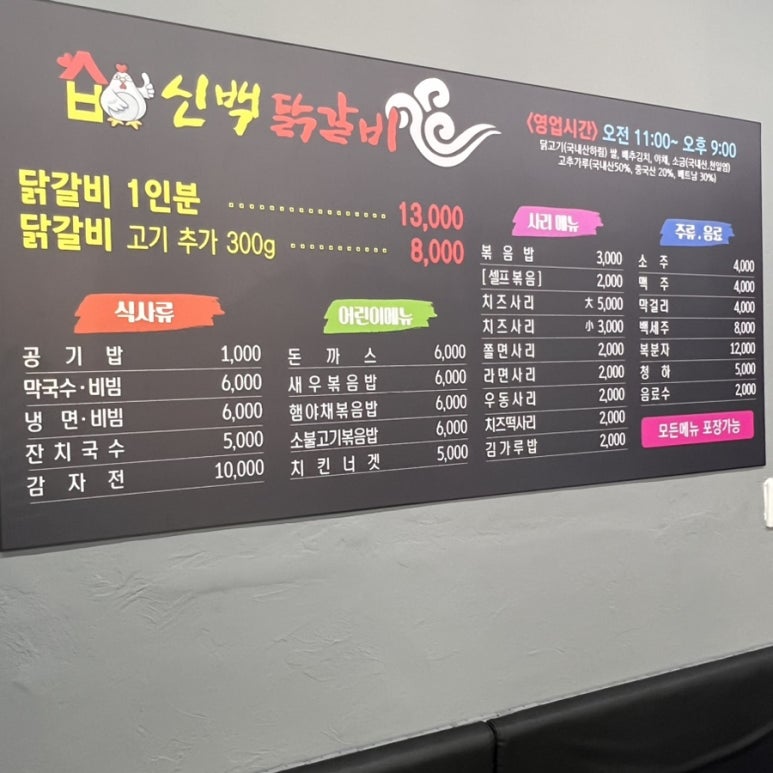 신백 닭갈비
<영업시간> 오전 11:00~ 오후 9:00
닭고기(국내산하림) 쌀, 배추김치, 야채, 소금(국내산,천일염)
고추가루(국내산50%, 중국산 20%, 베트남 30%)
닭갈비 1인분 ................ 13,000
닭갈비 고기 추가 300g ........... 8,000
식사류
공기밥 1,000
막국수·비빔 6,000
냉면·비빔 6,000
잔치국수 5,000
감자전 10,000
어린이메뉴
돈까스 6,000
새우볶음밥 6,000
햄야채볶음밥 6,000
소불고기볶음밥 6,000
치킨너겟 5,000
사리 메뉴
볶음밥 3,000
[셀프볶음] 2,000
치즈사리 大 5,000
치즈사리 小 3,000
쫄면사리 2,000
라면사리 2,000
우동사리 2,000
치즈떡사리 2,000
김가루밥 2,000
주류.음료
소주 4,000
맥주 4,000
막걸리 4,000
백세주 8,000
복분자 12,000
청하 5,000
음료수 2,000
모든메뉴 포장가능